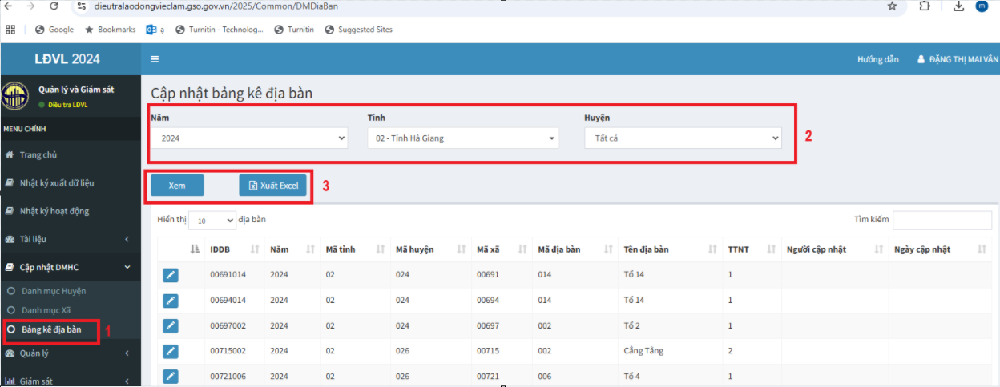 dieutralaodongvieclam.gso.gov.vn/2025/Common/DMDiaBan
m
Google Bookmarks ạ Turnitin - Technolog... Turnitin Suggested Sites
LĐVL 2024
Hướng dẫn ĐẶNG THỊ MAI VÂN
Quản lý và Giám sát
Điều tra LĐVL
MENU CHÍNH
Trang chủ
Nhật ký xuất dữ liệu
Nhật ký hoạt động
Tài liệu
Cập nhật DMHC
Danh mục Huyện
Danh mục Xã
Bảng kê địa bàn 1
Quản lý
Giám sát
Cập nhật bảng kê địa bàn
Năm Tỉnh Huyện
2024 02 - Tỉnh Hà Giang Tất cả 2
Xem Xuất Excel 3
Hiển thị 10 địa bàn Tìm kiếm
IDDB Năm Mã tỉnh Mã huyện Mã xã Mã địa bàn Tên địa bàn TTNT Người cập nhật Ngày cập nhật
00691014 2024 02 024 00691 014 Tổ 14 1
00694014 2024 02 024 00694 014 Tổ 14 1
00697002 2024 02 024 00697 002 Tổ 2 1
00715002 2024 02 026 00715 002 Cẳng Tằng 2
00721006 2024 02 026 00721 006 Tổ 4 1